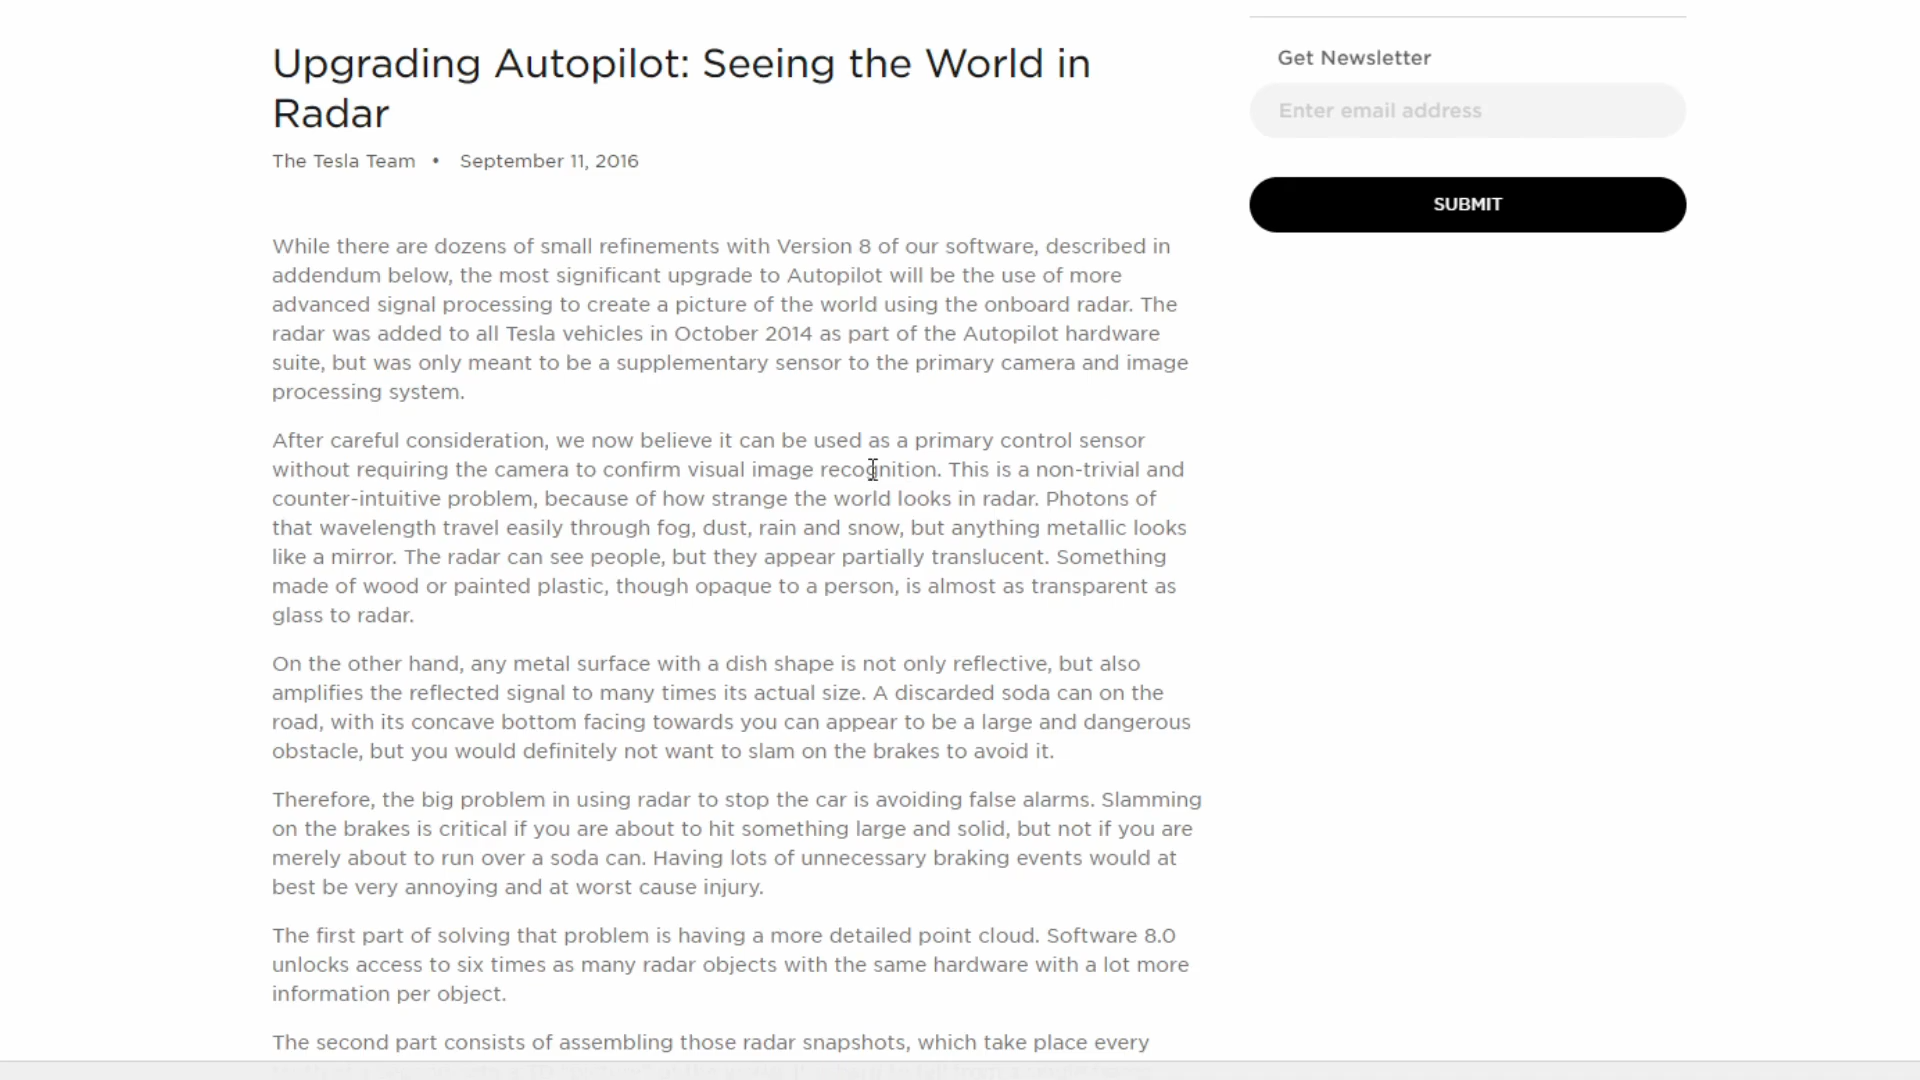 Upgrading Autopilot: Seeing the World in
Radar
The Tesla Team • September 11, 2016
While there are dozens of small refinements with Version 8 of our software, described in
addendum below, the most significant upgrade to Autopilot will be the use of more
advanced signal processing to create a picture of the world using the onboard radar. The
radar was added to all Tesla vehicles in October 2014 as part of the Autopilot hardware
suite, but was only meant to be a supplementary sensor to the primary camera and image
processing system.
After careful consideration, we now believe it can be used as a primary control sensor
without requiring the camera to confirm visual image recognition. This is a non-trivial and
counter-intuitive problem, because of how strange the world looks in radar. Photons of
that wavelength travel easily through fog, dust, rain and snow, but anything metallic looks
like a mirror. The radar can see people, but they appear partially translucent. Something
made of wood or painted plastic, though opaque to a person, is almost as transparent as
glass to radar.
On the other hand, any metal surface with a dish shape is not only reflective, but also
amplifies the reflected signal to many times its actual size. A discarded soda can on the
road, with its concave bottom facing towards you can appear to be a large and dangerous
obstacle, but you would definitely not want to slam on the brakes to avoid it.
Therefore, the big problem in using radar to stop the car is avoiding false alarms. Slamming
on the brakes is critical if you are about to hit something large and solid, but not if you are
merely about to run over a soda can. Having lots of unnecessary braking events would at
best be very annoying and at worst cause injury.
The first part of solving that problem is having a more detailed point cloud. Software 8.0
unlocks access to six times as many radar objects with the same hardware with a lot more
information per object.
The second part consists of assembling those radar snapshots, which take place every
Get Newsletter
Enter email address
SUBMIT